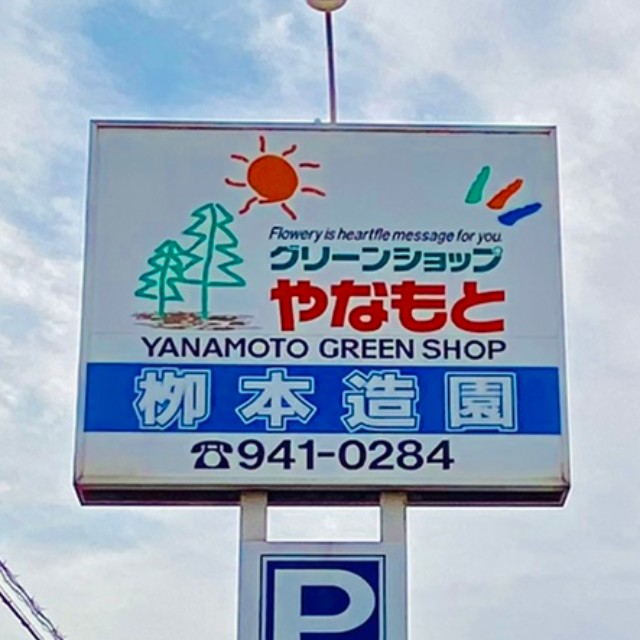 Flowery is heartfle message for you.
グリーンショップ
やなもと
YANAMOTO GREEN SHOP
栁本造園
☎941-0284
P